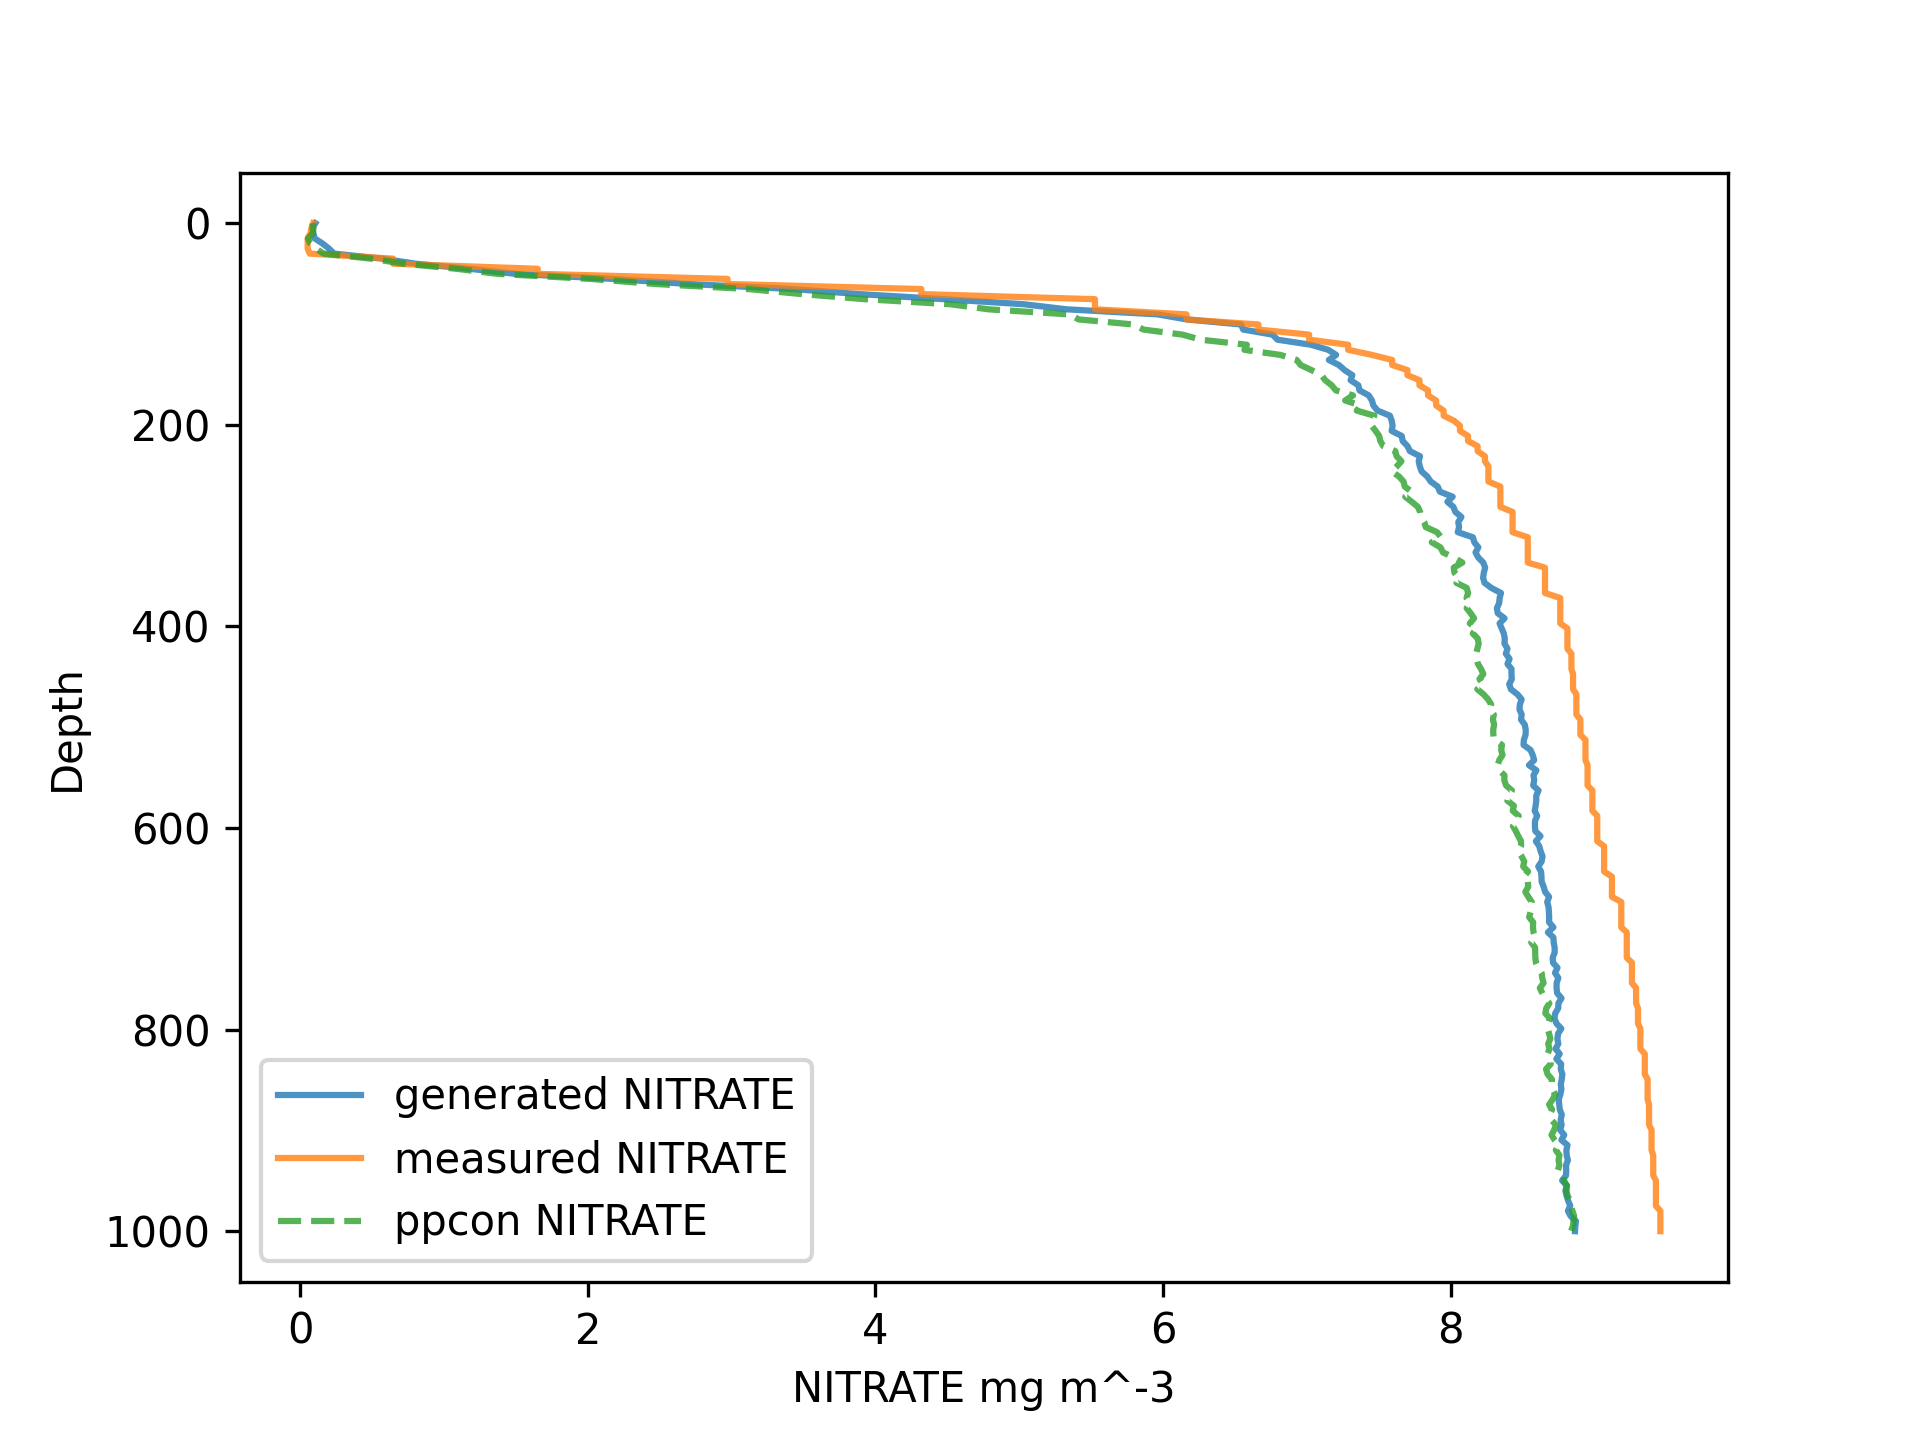 0
200
400
600
800
1000
Depth
generated NITRATE
measured NITRATE
ppcon NITRATE
0 2 4 6 8
NITRATE mg m^-3